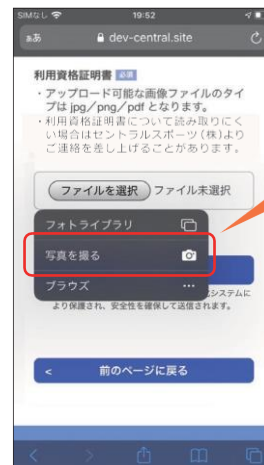 SIMなし 19:52
ああ dev-central.site
利用資格証明書 必須
・アップロード可能な画像ファイルのタイ
プは jpg／png／pdf となります。
・利用資格証明書について読み取りにく
い場合はセントラルスポーツ（株）より
ご連絡を差し上げることがあります。
ファイルを選択 ファイル未選択
フォトライブラリ
写真を撮る
ブラウズ
システムに
より保護され、安全性を確保して送信されます。
< 前のページに戻る